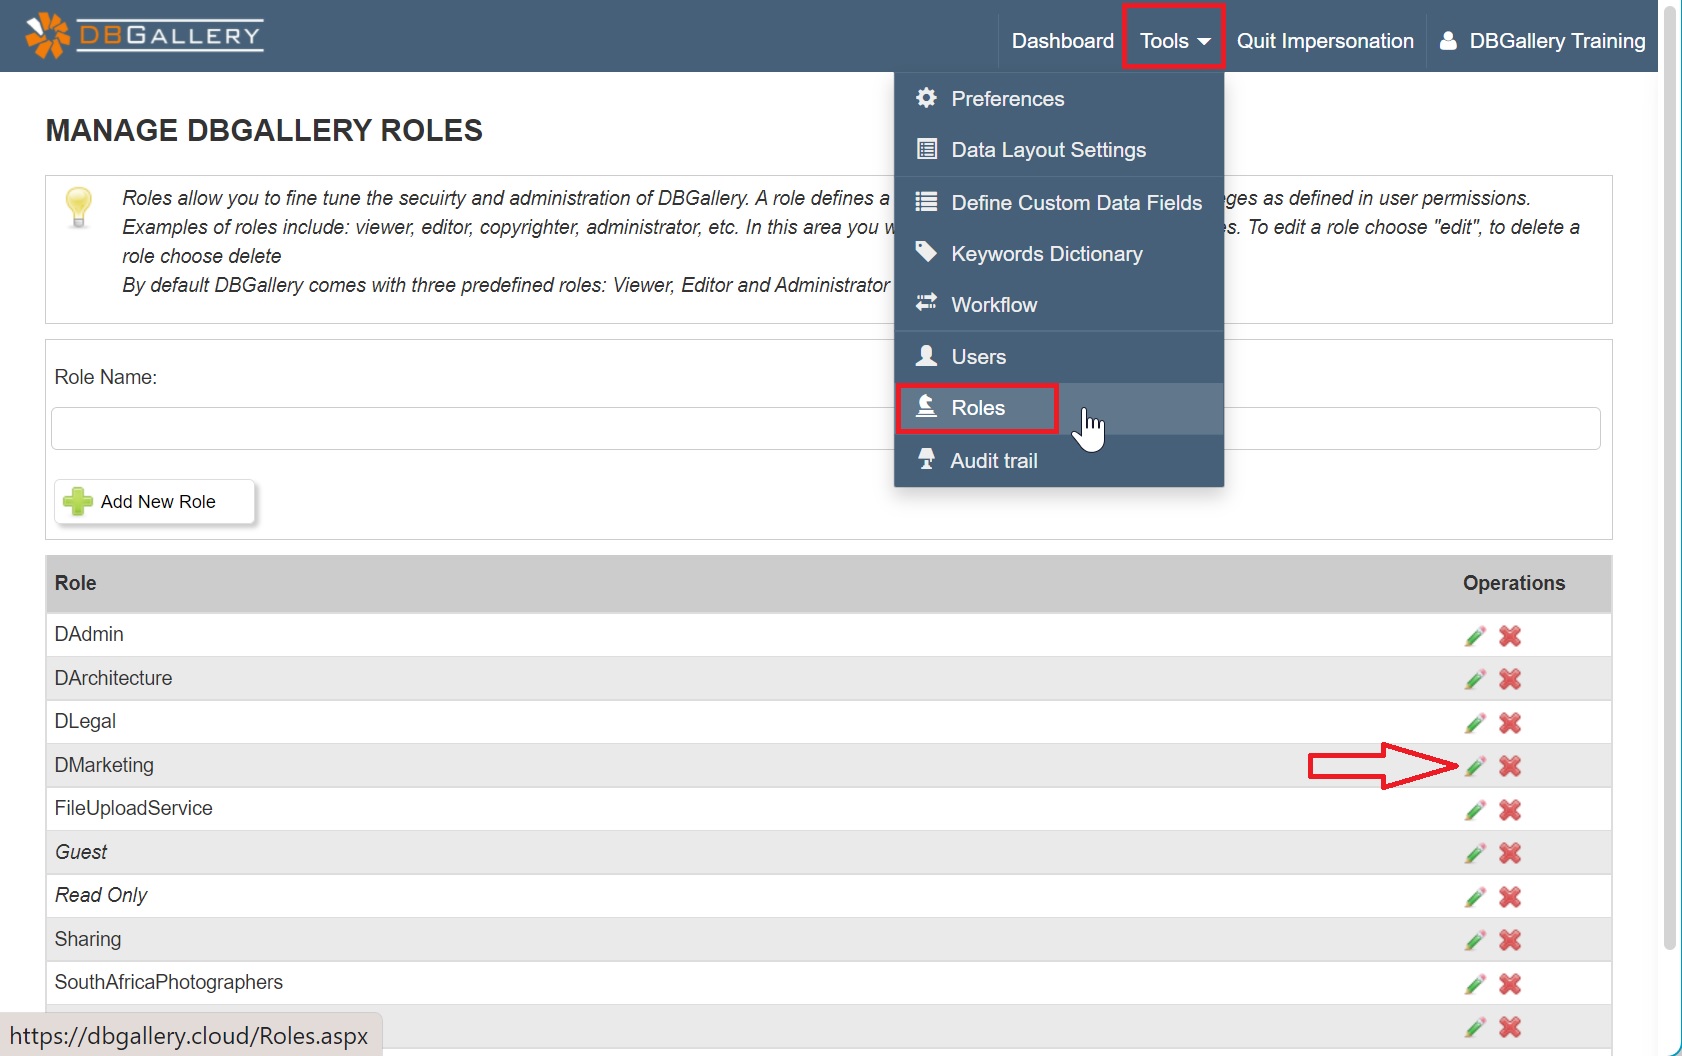 DBGALLERY
Dashboard
Tools
Quit Impersonation
DBGallery Training
Preferences
Data Layout Settings
Define Custom Data Fields
Keywords Dictionary
Workflow
Users
Roles
Audit trail
MANAGE DBGALLERY ROLES
Roles allow you to fine tune the secuirty and administration of DBGallery. A role defines a
ges as defined in user permissions.
Examples of roles include: viewer, editor, copyrighter, administrator, etc. In this area you
s. To edit a role choose "edit", to delete a
role choose delete
By default DBGallery comes with three predefined roles: Viewer, Editor and Administrator
Role Name:
Add New Role
Role Operations
DAdmin
DArchitecture
DLegal
DMarketing
FileUploadService
Guest
Read Only
Sharing
SouthAfricaPhotographers
https://dbgallery.cloud/Roles.aspx